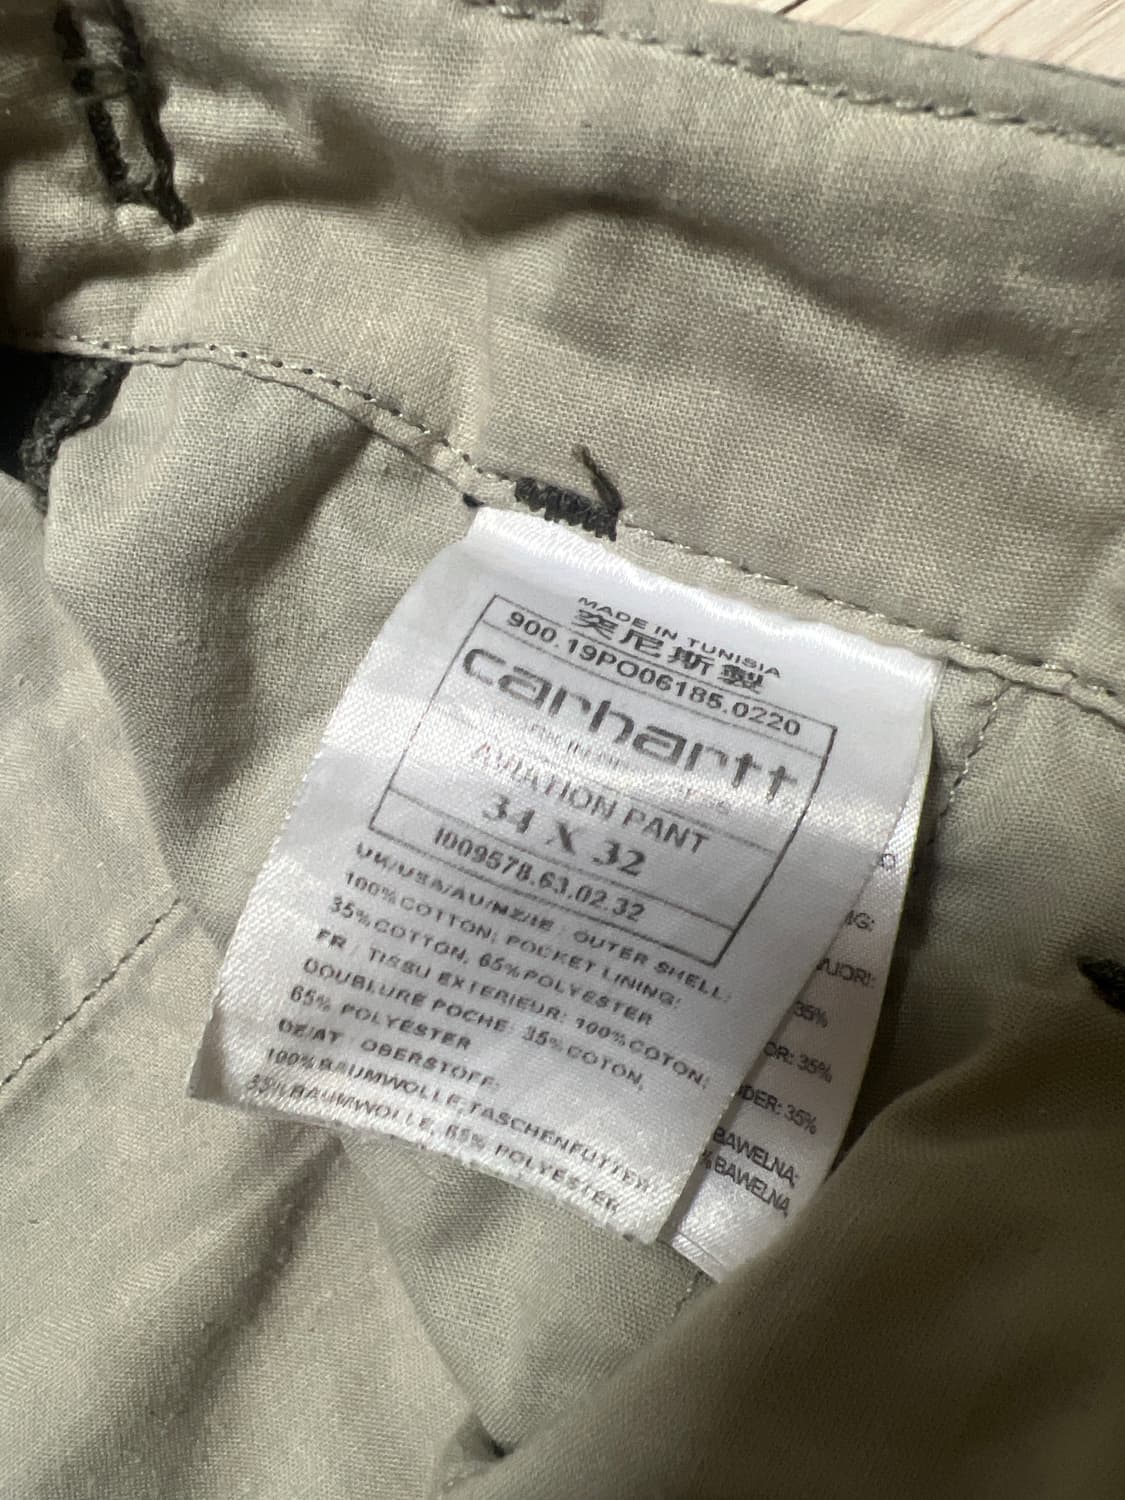 MADE IN TUNISIA
突尼斯製
900.19PO06185.0220
carhartt
AVIATION PANT
34 X 32
I009578.63.02.32
UK/USA/AU/NZ/IE : OUTER SHELL:
100% COTTON; POCKET LINING:
35% COTTON, 65% POLYESTER
FR : TISSU EXTERIEUR: 100% COTON;
DOUBLURE POCHE: 35% COTON,
65% POLYESTER
DE/AT : OBERSTOFF:
100% BAUMWOLLE,TASCHENFUTTER:
35% BAUMWOLLE, 65% POLYESTER
NG:
VUORI:
35%
OR: 35%
DER: 35%
BAWELNA;
% BAWELNA,